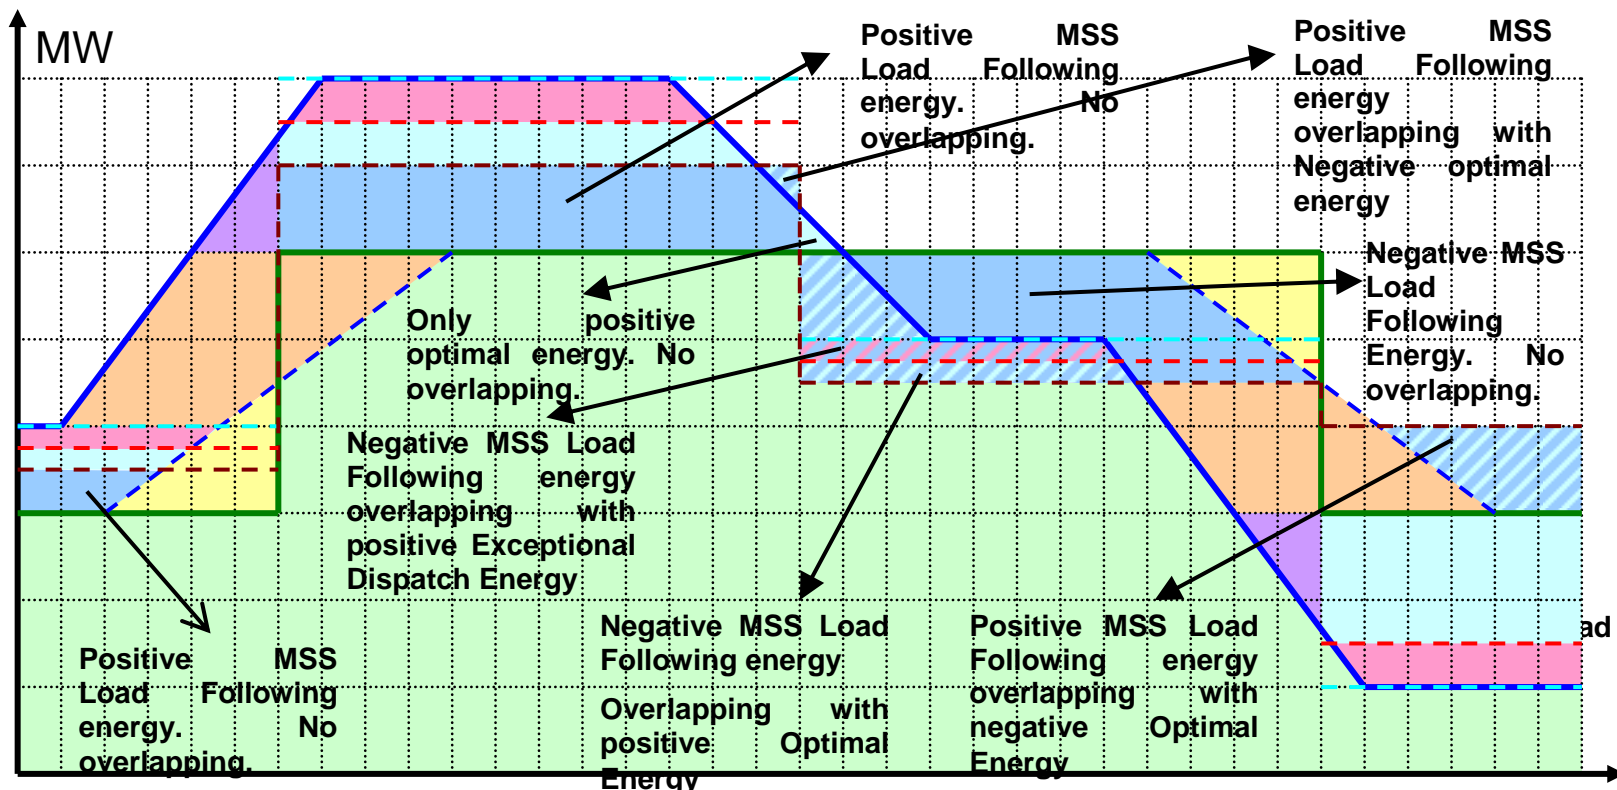 MW
Positive MSS
Load Following
energy. No
overlapping.
Positive MSS
Load Following
energy
overlapping with
Negative optimal
energy
Negative MSS
Load
Following
Energy. No
overlapping.
Only positive
optimal energy. No
overlapping.
Negative MSS Load
Following energy
overlapping with
positive Exceptional
Dispatch Energy
Positive MSS
Load Following
energy. No
overlapping.
Negative MSS Load
Following energy
Overlapping with
positive Optimal
Energy
Positive MSS Load
Following energy
overlapping with
negative Optimal
Energy
ad